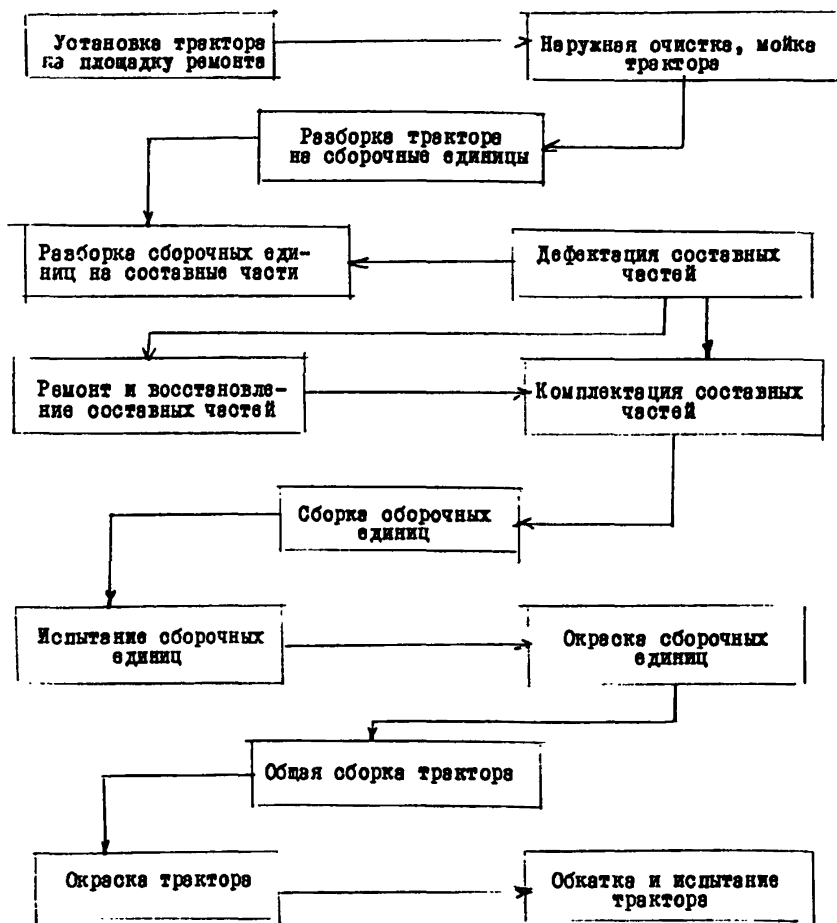 Установка трактора
на площадку ремонта
Наружная очистка, мойка
трактора
Разборка трактора
на сборочные единицы
Разборка сборочных еди-
ниц на составные части
Дефектация составных
частей
Ремонт и восстановле-
ние составных частей
Комплектация составных
частей
Сборка сборочных
единиц
Испытание сборочных
единиц
Окраска сборочных
единиц
Общая сборка трактора
Окраска трактора
Обкатка и испытание
трактора